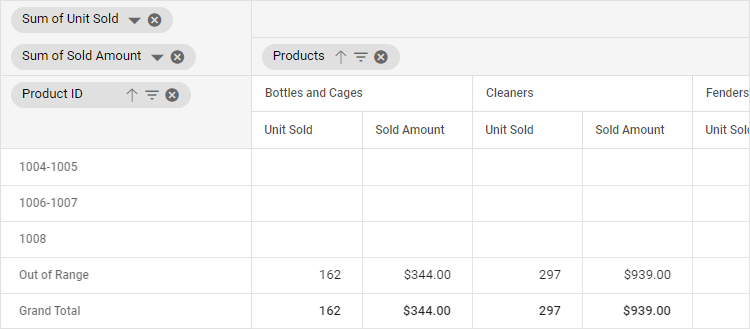 Sum of Unit Sold
Sum of Sold Amount
Products
Product ID
Bottles and Cages Cleaners Fenders
Unit Sold Sold Amount Unit Sold Sold Amount Unit Sold
1004-1005
1006-1007
1008
Out of Range 162 $344.00 297 $939.00
Grand Total 162 $344.00 297 $939.00